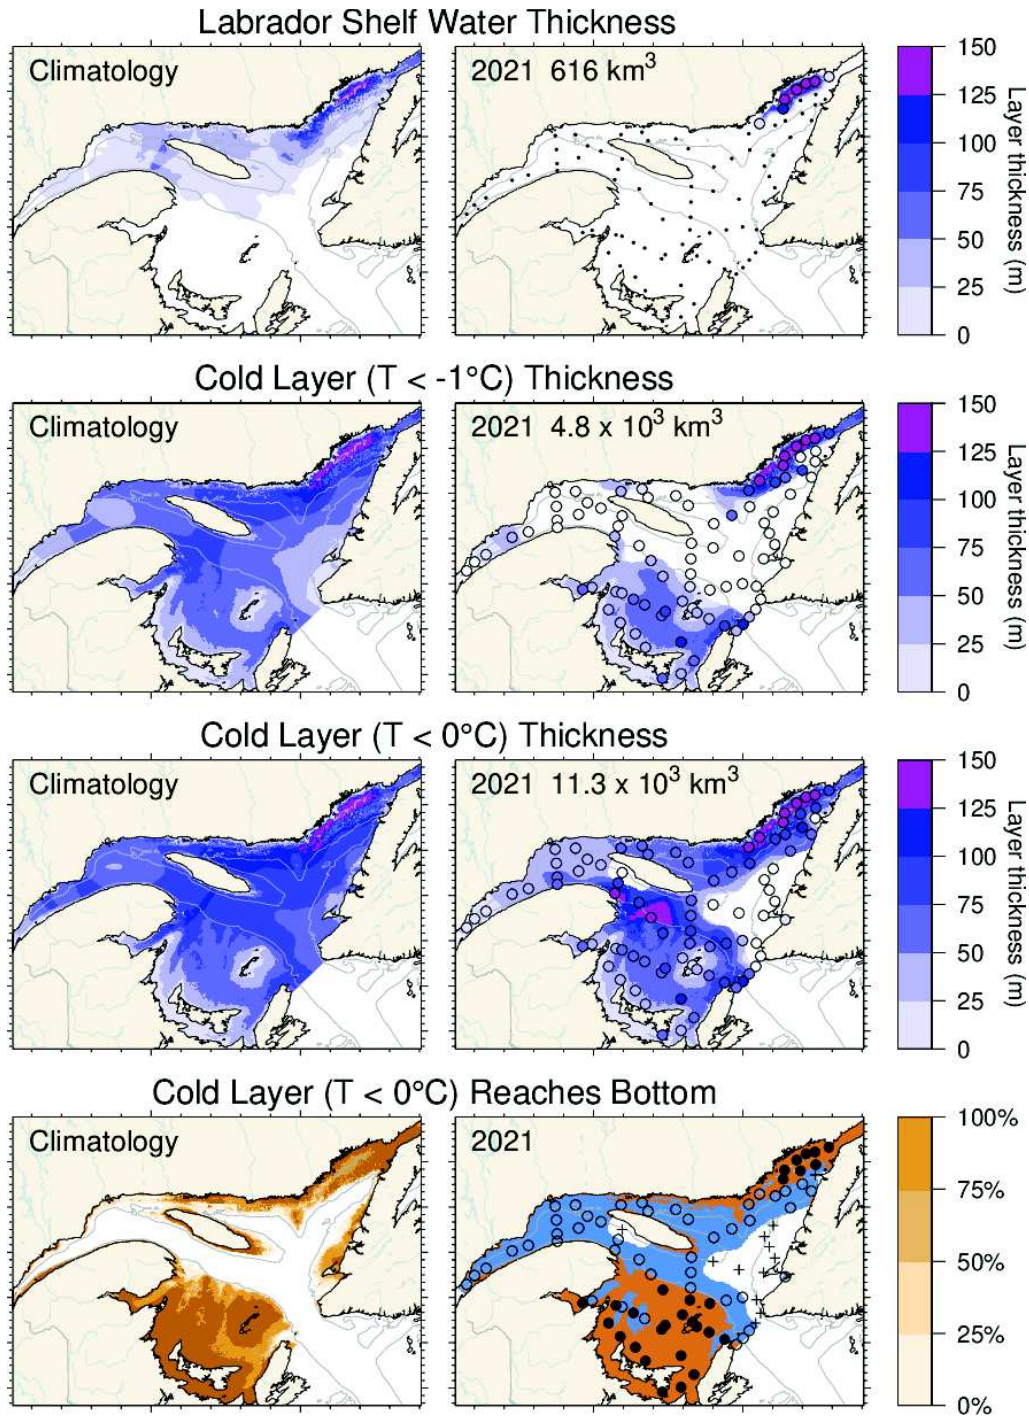 Labrador Shelf Water Thickness
Climatology
2021 616 km³
150
125
100
75
50
25
0
Layer thickness (m)
Cold Layer (T < -1°C) Thickness
Climatology
2021 4.8 x 10³ km³
150
125
100
75
50
25
0
Layer thickness (m)
Cold Layer (T < 0°C) Thickness
Climatology
2021 11.3 x 10³ km³
150
125
100
75
50
25
0
Layer thickness (m)
Cold Layer (T < 0°C) Reaches Bottom
Climatology
2021
100%
75%
50%
25%
0%